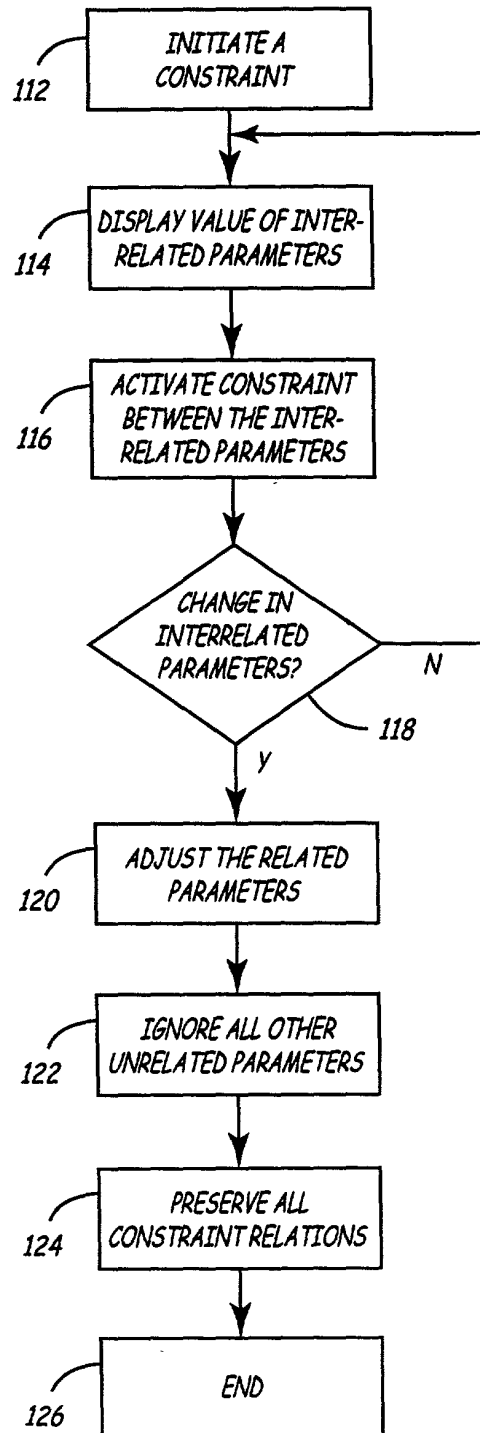 INITIATE A
CONSTRAINT
112
DISPLAY VALUE OF INTER-
RELATED PARAMETERS
114
ACTIVATE CONSTRAINT
BETWEEN THE INTER-
RELATED PARAMETERS
116
CHANGE IN
INTERRELATED
PARAMETERS?
N
118
Y
ADJUST THE RELATED
PARAMETERS
120
IGNORE ALL OTHER
UNRELATED PARAMETERS
122
PRESERVE ALL
CONSTRAINT RELATIONS
124
END
126